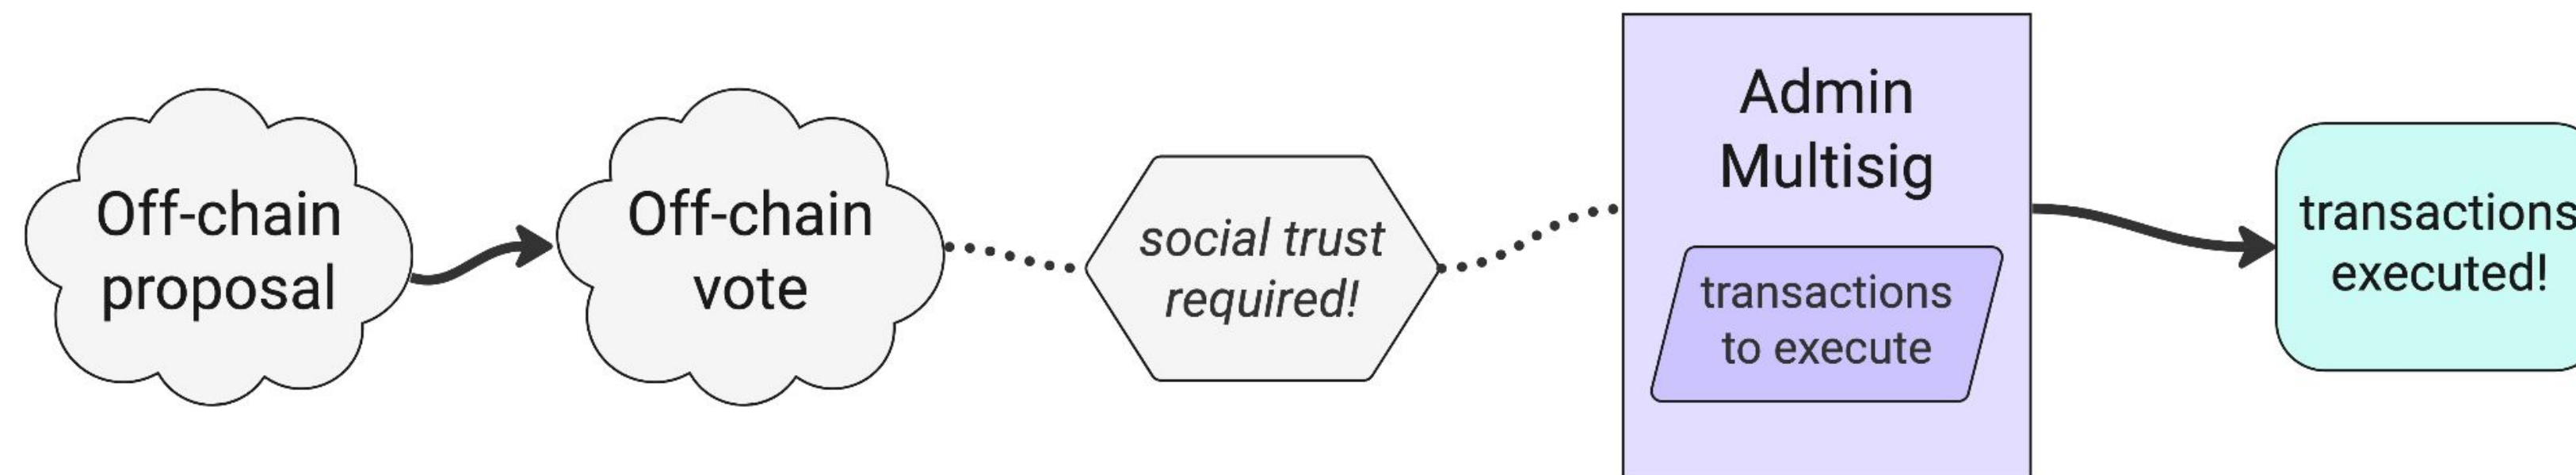 Off-chain
proposal
Off-chain
vote
social trust
required!
Admin
Multisig
transactions
to execute
transactions
executed!